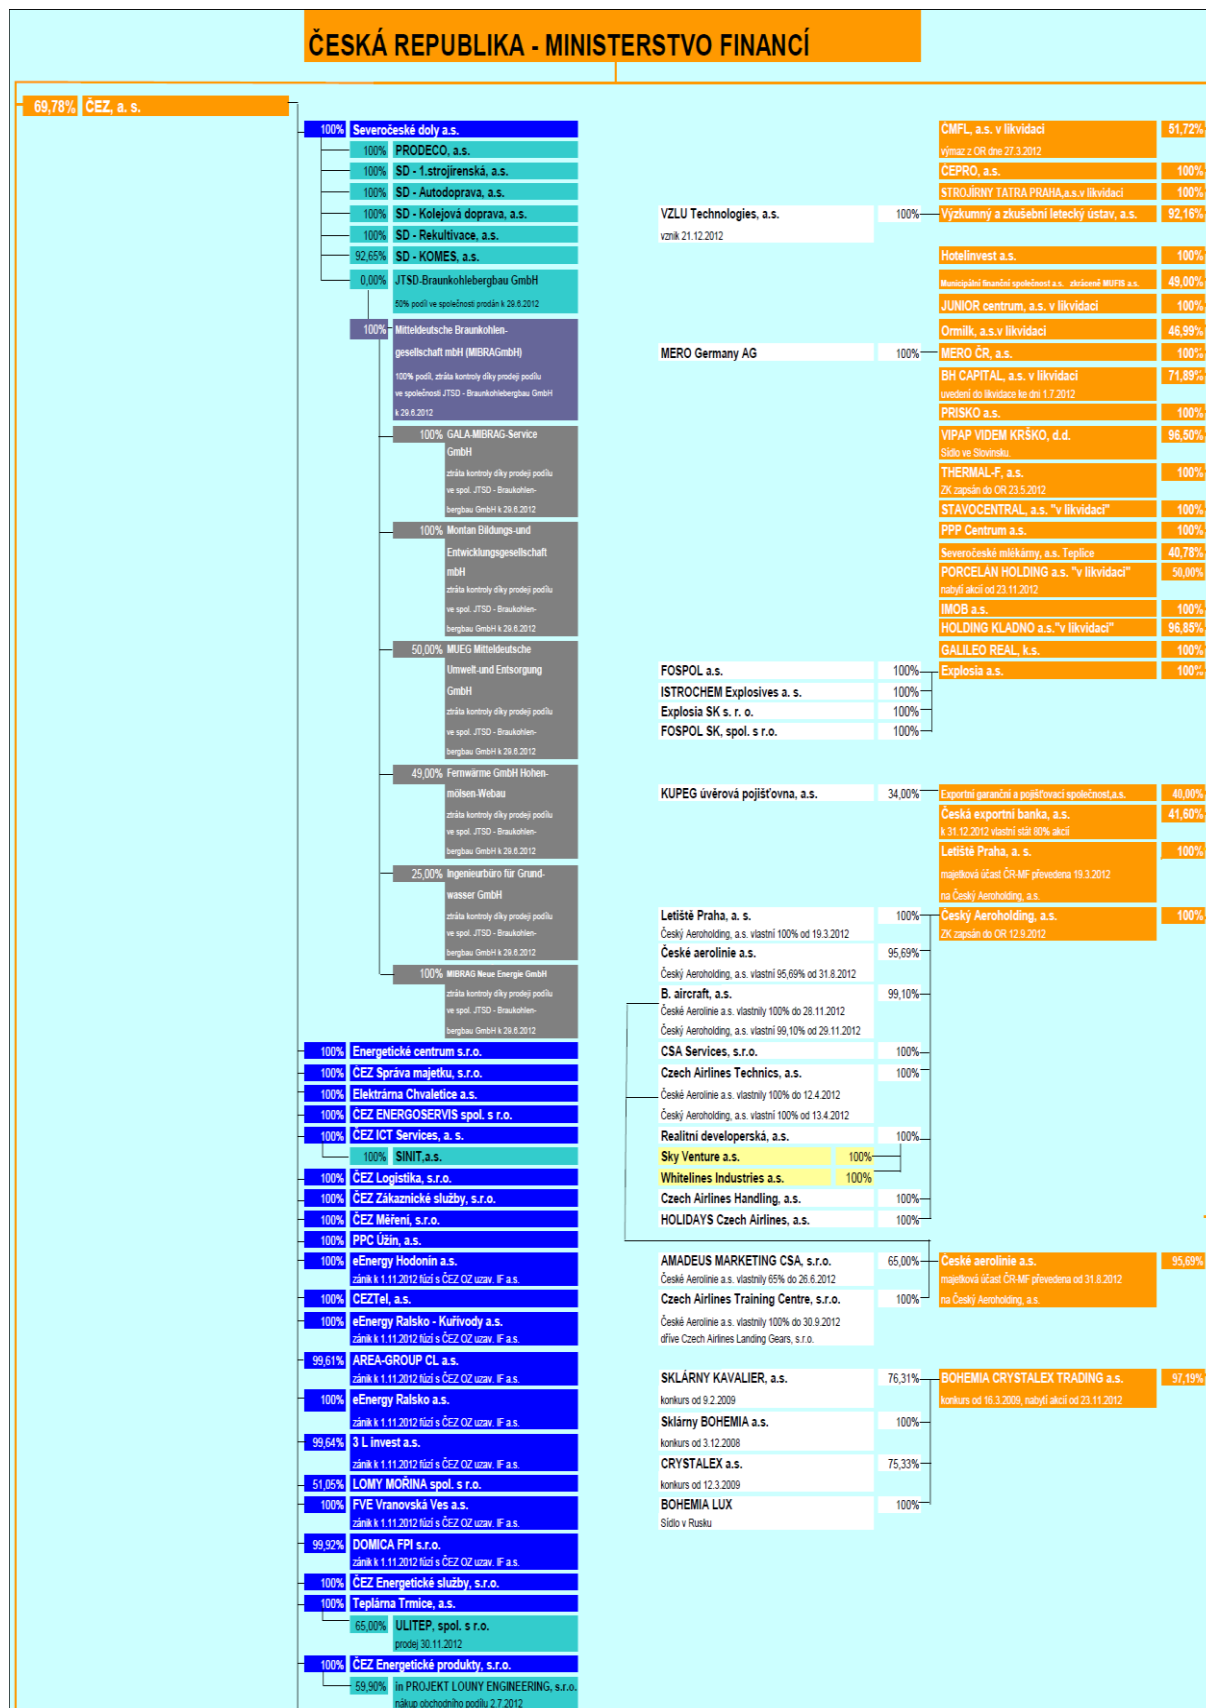 ČESKÁ REPUBLIKA - MINISTERSTVO FINANCÍ
69,78% ČEZ, a. s.
100% Severočeské doly a.s.
100% PRODECO, a.s.
100% SD - 1.strojírenská, a.s.
100% SD - Autodoprava, a.s.
100% SD - Kolejová doprava, a.s.
100% SD - Rekultivace, a.s.
92,65% SD - KOMES, a.s.
0,00% JTSD-Braunkohlebergbau GmbH
50% podíl ve společnosti prodán k 29.6.2012
100% Mitteldeutsche Braunkohlen-
gesellschaft mbH (MIBRAGmbH)
100% podíl, ztráta kontroly díky prodeji podílu
ve společnosti JTSD - Braunkohlebergbau GmbH
k 29.6.2012
100% GALA-MIBRAG-Service
GmbH
ztráta kontroly díky prodeji podílu
ve spol. JTSD - Braukohlen-
bergbau GmbH k 29.6.2012
100% Montan Bildungs-und
Entwicklungsgesellschaft
mbH
ztráta kontroly díky prodeji podílu
ve spol. JTSD - Braukohlen-
bergbau GmbH k 29.6.2012
50,00% MUEG Mitteldeutsche
Umwelt-und Entsorgung
GmbH
ztráta kontroly díky prodeji podílu
ve spol. JTSD - Braukohlen-
bergbau GmbH k 29.6.2012
49,00% Fernwärme GmbH Hohen-
mölsen-Webau
ztráta kontroly díky prodeji podílu
ve spol. JTSD - Braukohlen-
bergbau GmbH k 29.6.2012
25,00% Ingenieurbüro für Grund-
wasser GmbH
ztráta kontroly díky prodeji podílu
ve spol. JTSD - Braukohlen-
bergbau GmbH k 29.6.2012
100% MIBRAG Neue Energie GmbH
ztráta kontroly díky prodeji podílu
ve spol. JTSD - Braukohlen-
bergbau GmbH k 29.6.2012
100% Energetické centrum s.r.o.
100% ČEZ Správa majetku, s.r.o.
100% Elektrárna Chvaletice a.s.
100% ČEZ ENERGOSERVIS spol. s r.o.
100% ČEZ ICT Services, a. s.
100% SINIT,a.s.
100% ČEZ Logistika, s.r.o.
100% ČEZ Zákaznické služby, s.r.o.
100% ČEZ Měření, s.r.o.
100% PPC Úžín, a.s.
100% eEnergy Hodonín a.s.
zánik k 1.11.2012 fúzí s ČEZ OZ uzav. IF a.s.
100% CEZTel, a.s.
100% eEnergy Ralsko - Kuřívody a.s.
zánik k 1.11.2012 fúzí s ČEZ OZ uzav. IF a.s.
99,61% AREA-GROUP CL a.s.
zánik k 1.11.2012 fúzí s ČEZ OZ uzav. IF a.s.
100% eEnergy Ralsko a.s.
zánik k 1.11.2012 fúzí s ČEZ OZ uzav. IF a.s.
99,64% 3 L invest a.s.
zánik k 1.11.2012 fúzí s ČEZ OZ uzav. IF a.s.
51,05% LOMY MOŘINA spol. s r.o.
100% FVE Vranovská Ves a.s.
zánik k 1.11.2012 fúzí s ČEZ OZ uzav. IF a.s.
99,92% DOMICA FPI s.r.o.
zánik k 1.11.2012 fúzí s ČEZ OZ uzav. IF a.s.
100% ČEZ Energetické služby, s.r.o.
100% Teplárna Trmice, a.s.
65,00% ULITEP, spol. s r.o.
prodej 30.11.2012
100% ČEZ Energetické produkty, s.r.o.
59,90% in PROJEKT LOUNY ENGINEERING, s.r.o.
nákup obchodního podílu 2.7.2012
VZLU Technologies, a.s. 100%
vznik 21.12.2012
MERO Germany AG 100%
FOSPOL a.s. 100%
ISTROCHEM Explosives a. s. 100%
Explosia SK s. r. o. 100%
FOSPOL SK, spol. s r.o. 100%
KUPEG úvěrová pojišťovna, a.s. 34,00%
Letiště Praha, a. s. 100%
Český Aeroholding, a.s. vlastní 100% od 19.3.2012
České aerolinie a.s. 95,69%
Český Aeroholding, a.s. vlastní 95,69% od 31.8.2012
B. aircraft, a.s. 99,10%
České Aerolinie a.s. vlastnily 100% do 28.11.2012
Český Aeroholding, a.s. vlastní 99,10% od 29.11.2012
CSA Services, s.r.o. 100%
Czech Airlines Technics, a.s. 100%
České Aerolinie a.s. vlastnily 100% do 12.4.2012
Český Aeroholding, a.s. vlastní 100% od 13.4.2012
Realitní developerská, a.s. 100%
Sky Venture a.s. 100%
Whitelines Industries a.s. 100%
Czech Airlines Handling, a.s. 100%
HOLIDAYS Czech Airlines, a.s. 100%
AMADEUS MARKETING CSA, s.r.o. 65,00%
České Aerolinie a.s. vlastnily 65% do 26.6.2012
Czech Airlines Training Centre, s.r.o. 100%
České Aerolinie a.s. vlastnily 100% do 30.9.2012
dříve Czech Airlines Landing Gears, s.r.o.
SKLÁRNY KAVALIER, a.s. 76,31%
konkurs od 9.2.2009
Sklárny BOHEMIA a.s. 100%
konkurs od 3.12.2008
CRYSTALEX a.s. 75,33%
konkurs od 12.3.2009
BOHEMIA LUX 100%
Sídlo v Rusku
ČMFL, a.s. v likvidaci 51,72%
výmaz z OR dne 27.3.2012
ČEPRO, a.s. 100%
STROJÍRNY TATRA PRAHA,a.s.v likvidaci 100%
Výzkumný a zkušební letecký ústav, a.s. 92,16%
Hotelinvest a.s. 100%
Municipální finanční společnost a.s. zkráceně MUFIS a.s. 49,00%
JUNIOR centrum, a.s. v likvidaci 100%
Ormilk, a.s.v likvidaci 46,99%
MERO ČR, a.s. 100%
BH CAPITAL, a.s. v likvidaci 71,89%
uvedení do likvidace ke dni 1.7.2012
PRISKO a.s. 100%
VIPAP VIDEM KRŠKO, d.d. 96,50%
Sídlo ve Slovinsku.
THERMAL-F, a.s. 100%
ZK zapsán do OR 23.5.2012
STAVOCENTRAL, a.s. "v likvidaci" 100%
PPP Centrum a.s. 100%
Severočeské mlékárny, a.s. Teplice 40,78%
PORCELÁN HOLDING a.s. "v likvidaci" 50,00%
nabytí akcií od 23.11.2012
IMOB a.s. 100%
HOLDING KLADNO a.s."v likvidaci" 96,85%
GALILEO REAL, k.s. 100%
Explosia a.s. 100%
Exportní garanční a pojišťovací společnost,a.s. 40,00%
Česká exportní banka, a.s. 41,60%
k 31.12.2012 vlastní stát 80% akcií
Letiště Praha, a. s. 100%
majetková účast ČR-MF převedena 19.3.2012
na Český Aeroholding, a.s.
Český Aeroholding, a.s. 100%
ZK zapsán do OR 12.9.2012
České aerolinie a.s. 95,69%
majetková účast ČR-MF převedena od 31.8.2012
na Český Aeroholding, a.s.
BOHEMIA CRYSTALEX TRADING a.s. 97,19%
konkurs od 16.3.2009, nabytí akcií od 23.11.2012